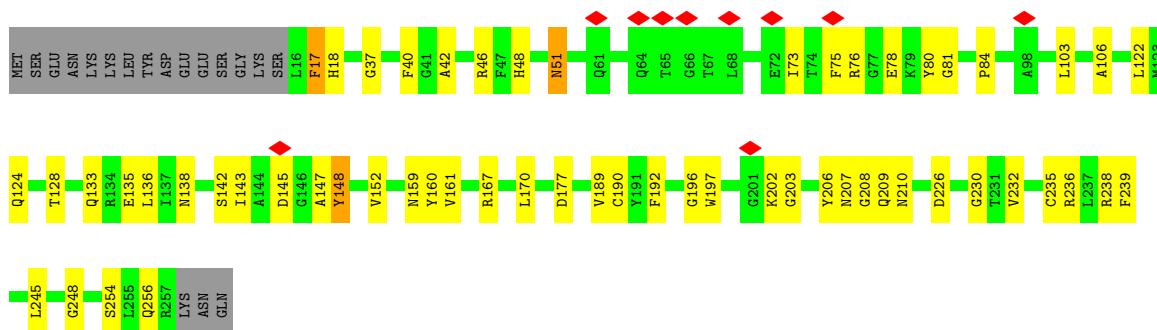 MET SER GLU ASN LYS LYS LEU TYR ASP GLU GLU SER GLY LYS SER L16 F17 H18 G37 F40 G41 A42 R46 F47 H48 N51 Q61 Q64 T65 G66 T67 L68 E72 I73 T74 F75 R76 G77 E78 K79 Y80 G81 P84 A98 L103 A106 L122 M123
Q124 T128 Q133 R134 E135 L136 I137 N138 S142 I143 A144 D145 G146 A147 Y148 V152 N159 Y160 V161 R167 L170 D177 V189 C190 Y191 F192 G196 W197 G201 K202 G203 Y206 N207 G208 Q209 N210 D226 G230 T231 V232 C235 R236 L237 R238 F239
L245 G248 S254 L255 Q256 R257 LYS ASN GLN